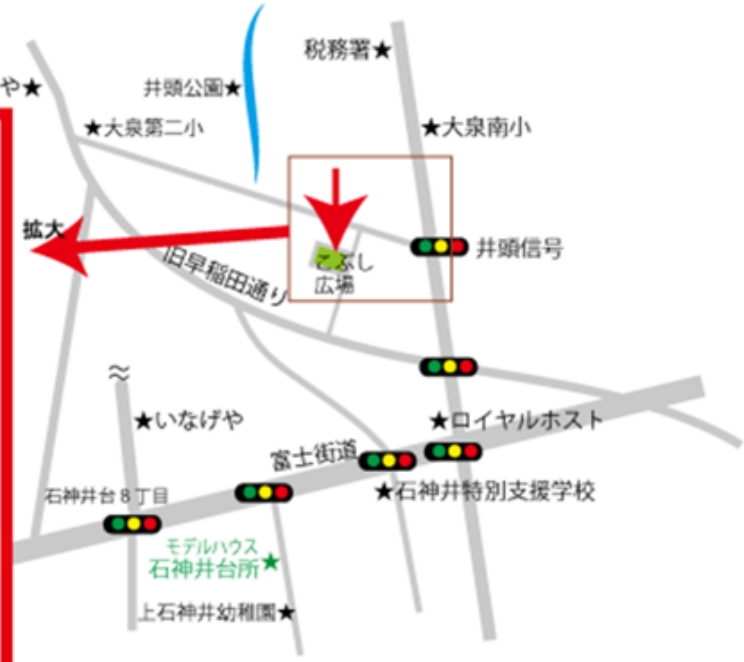 税務署★
や★
井頭公園★
★大泉第二小
★大泉南小
拡大
井頭信号
こぶし
広場
旧早稲田通り
★いなげや
★ロイヤルホスト
富士街道
石神井台8丁目
★石神井特別支援学校
モデルハウス
石神井台所★
上石神井幼稚園★